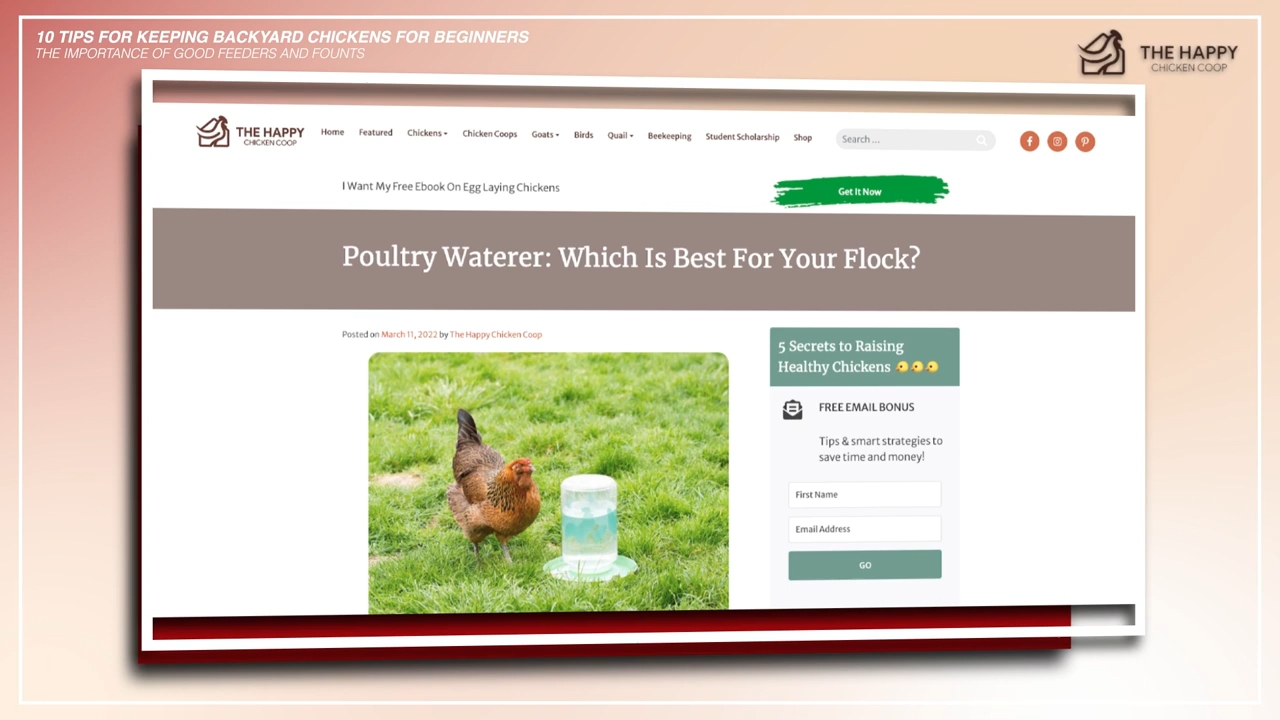 10 TIPS FOR KEEPING BACKYARD CHICKENS FOR BEGINNERS
THE IMPORTANCE OF GOOD FEEDERS AND FOUNTS
THE HAPPY
CHICKEN COOP
THE HAPPY
CHICKEN COOP
Home Featured Chickens Chicken Coops Goats Birds Quail Beekeeping Student Scholarship Shop
Search ...
I Want My Free Ebook On Egg Laying Chickens
Get It Now
Poultry Waterer: Which Is Best For Your Flock?
Posted on March 11, 2022 by The Happy Chicken Coop
5 Secrets to Raising
Healthy Chickens 🐤🐤🐤
FREE EMAIL BONUS
Tips & smart strategies to
save time and money!
First Name
Email Address
GO